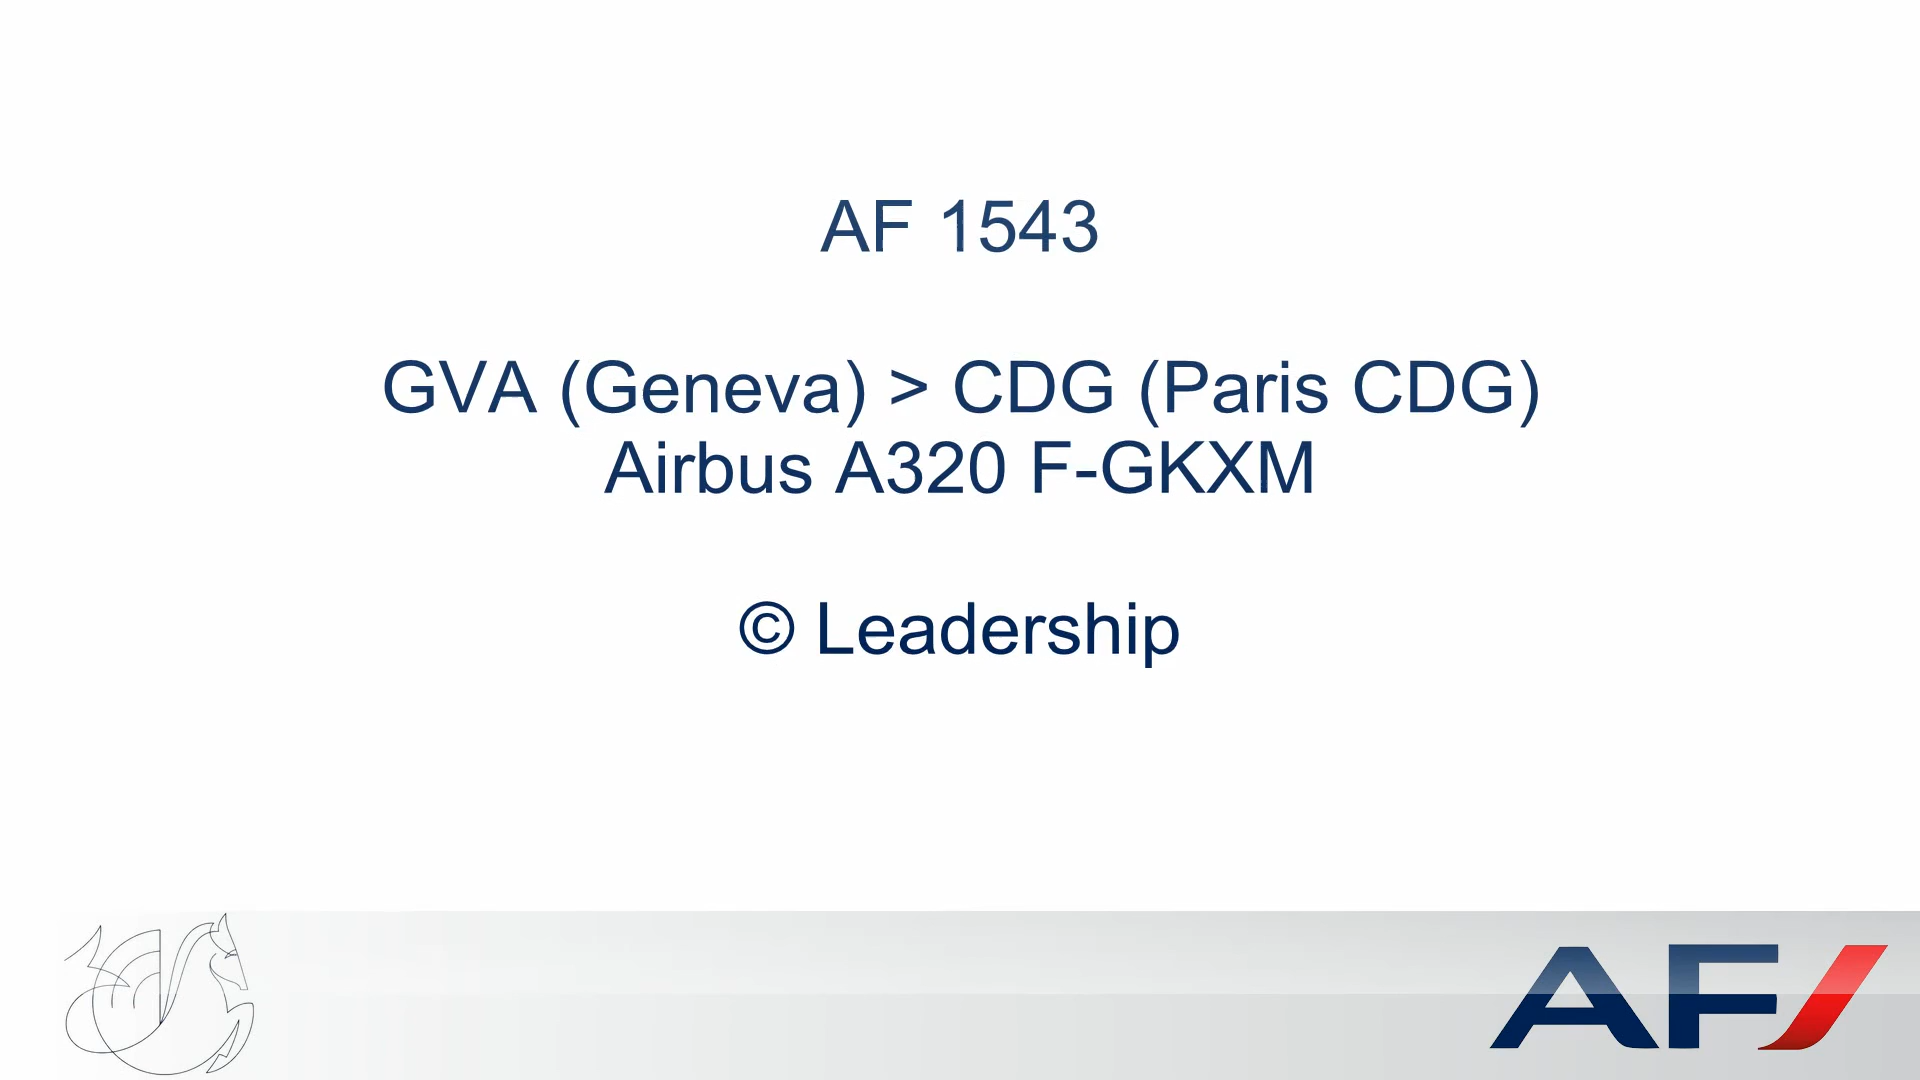 AF 1543
GVA (Geneva) > CDG (Paris CDG)
Airbus A320 F-GKXM
© Leadership
AF